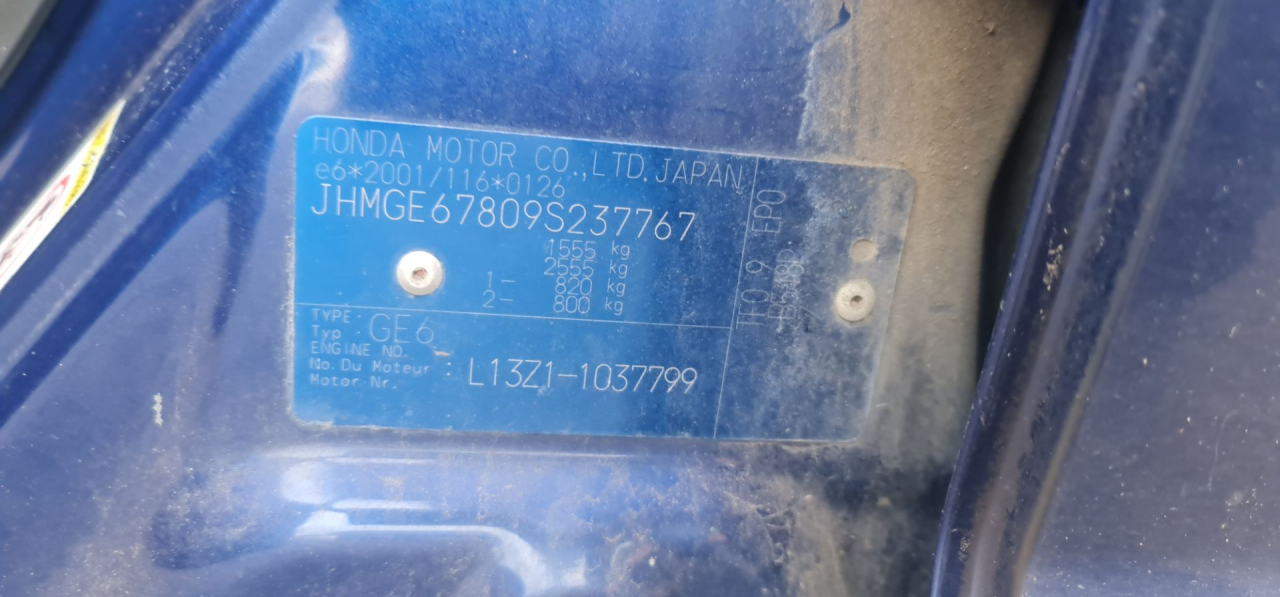 HONDA MOTOR CO.,LTD.JAPAN
e6*2001/116*0126
JHMGE67809S237767
1555 kg
2555 kg
1- 820 kg
2- 800 kg
TYPE :
Typ : GE6
ENGINE NO.
No. Du Moteur : L13Z1-1037799
Motor Nr.